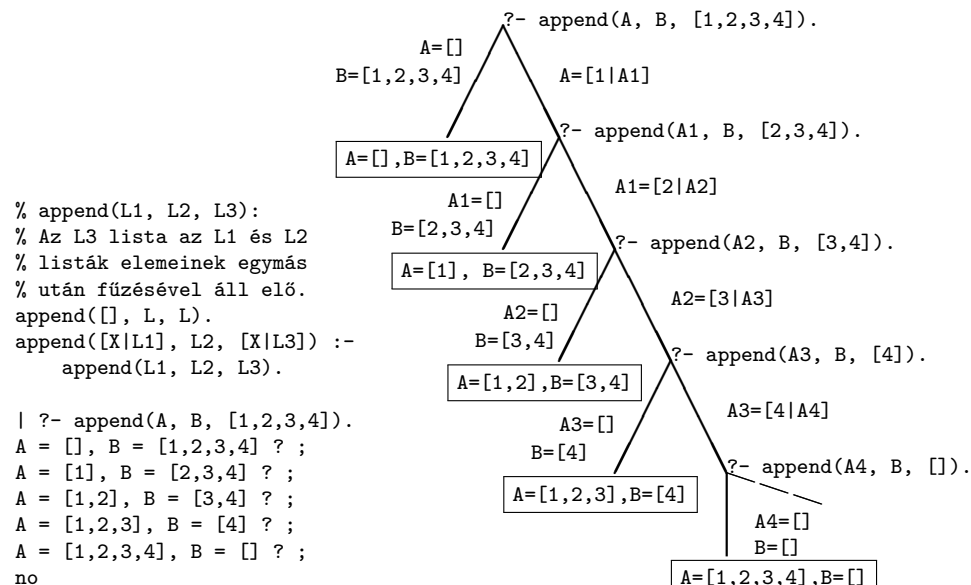 % append(L1, L2, L3):
% Az L3 lista az L1 és L2
% listák elemeinek egymás
% után fűzésével áll elő.
append([], L, L).
append([X|L1], L2, [X|L3]) :-
    append(L1, L2, L3).
| ?- append(A, B, [1,2,3,4]).
A = [], B = [1,2,3,4] ? ;
A = [1], B = [2,3,4] ? ;
A = [1,2], B = [3,4] ? ;
A = [1,2,3], B = [4] ? ;
A = [1,2,3,4], B = [] ? ;
no
?- append(A, B, [1,2,3,4]).
A=[]
B=[1,2,3,4]
A=[1|A1]
?- append(A1, B, [2,3,4]).
A=[],B=[1,2,3,4]
A1=[]
B=[2,3,4]
A1=[2|A2]
?- append(A2, B, [3,4]).
A=[1], B=[2,3,4]
A2=[]
B=[3,4]
A2=[3|A3]
?- append(A3, B, [4]).
A=[1,2],B=[3,4]
A3=[]
B=[4]
A3=[4|A4]
?- append(A4, B, []).
A=[1,2,3],B=[4]
A4=[]
B=[]
A=[1,2,3,4],B=[]